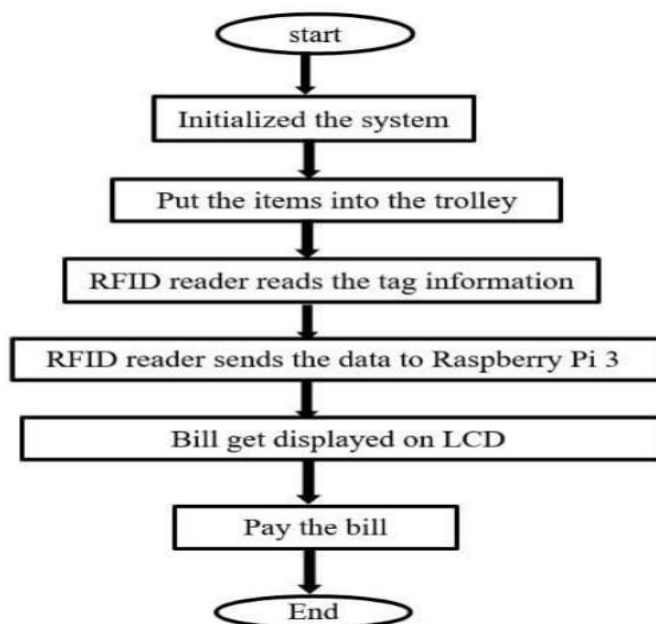 start
Initialized the system
Put the items into the trolley
RFID reader reads the tag information
RFID reader sends the data to Raspberry Pi 3
Bill get displayed on LCD
Pay the bill
End